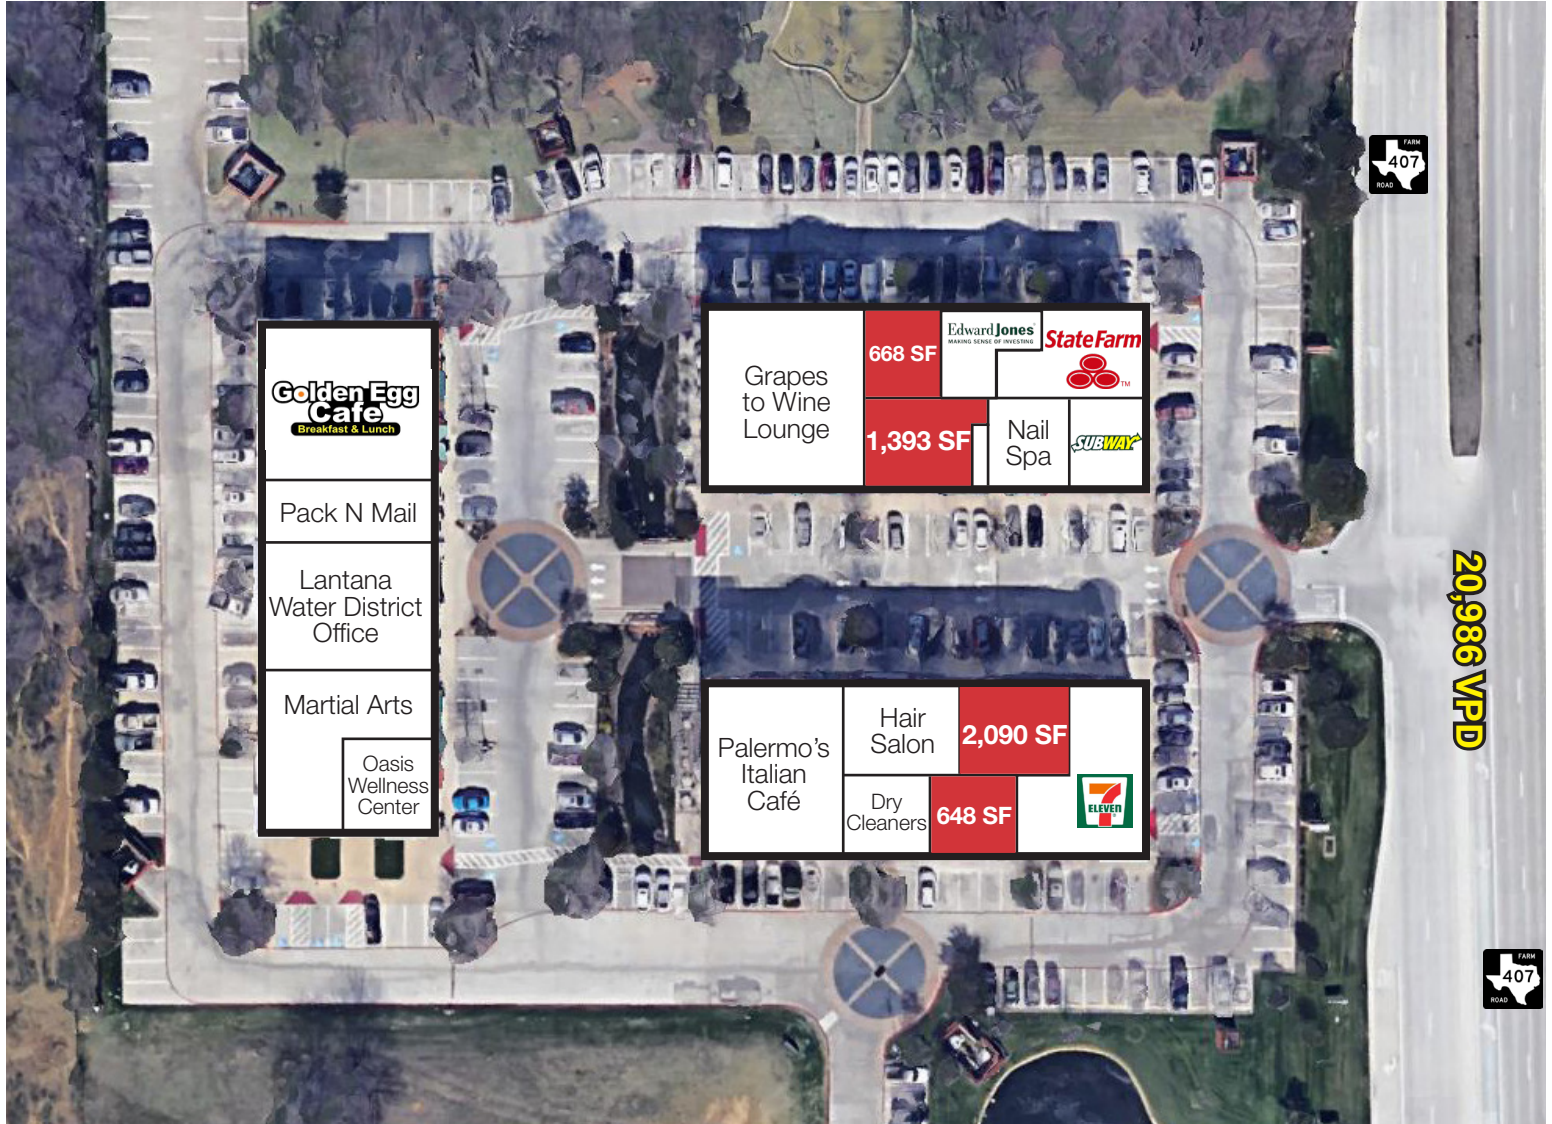 FARM
407
ROAD
Golden Egg
Cafe
Breakfast & Lunch
Pack N Mail
Lantana
Water District
Office
Martial Arts
Oasis
Wellness
Center
Grapes
to Wine
Lounge
668 SF
Edward Jones
MAKING SENSE OF INVESTING
State Farm
TM
1,393 SF
Nail
Spa
SUBWAY
20,986 VPD
Palermo's
Italian
Café
Hair
Salon
2,090 SF
Dry
Cleaners
648 SF
7
ELEVEN
FARM
407
ROAD